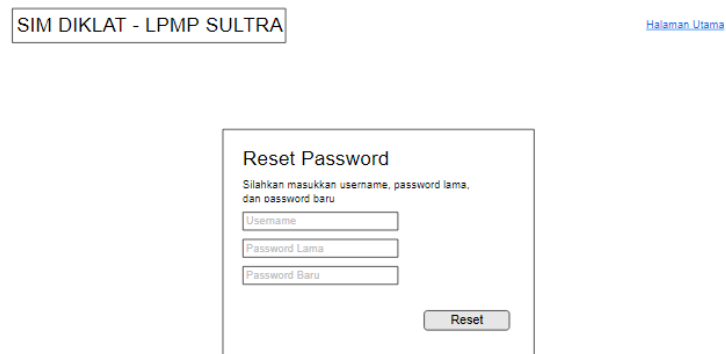 SIM DIKLAT - LPMP SULTRA
Halaman Utama
Reset Password
Silahkan masukkan username, password lama,
dan password baru
Username
Password Lama
Password Baru
Reset